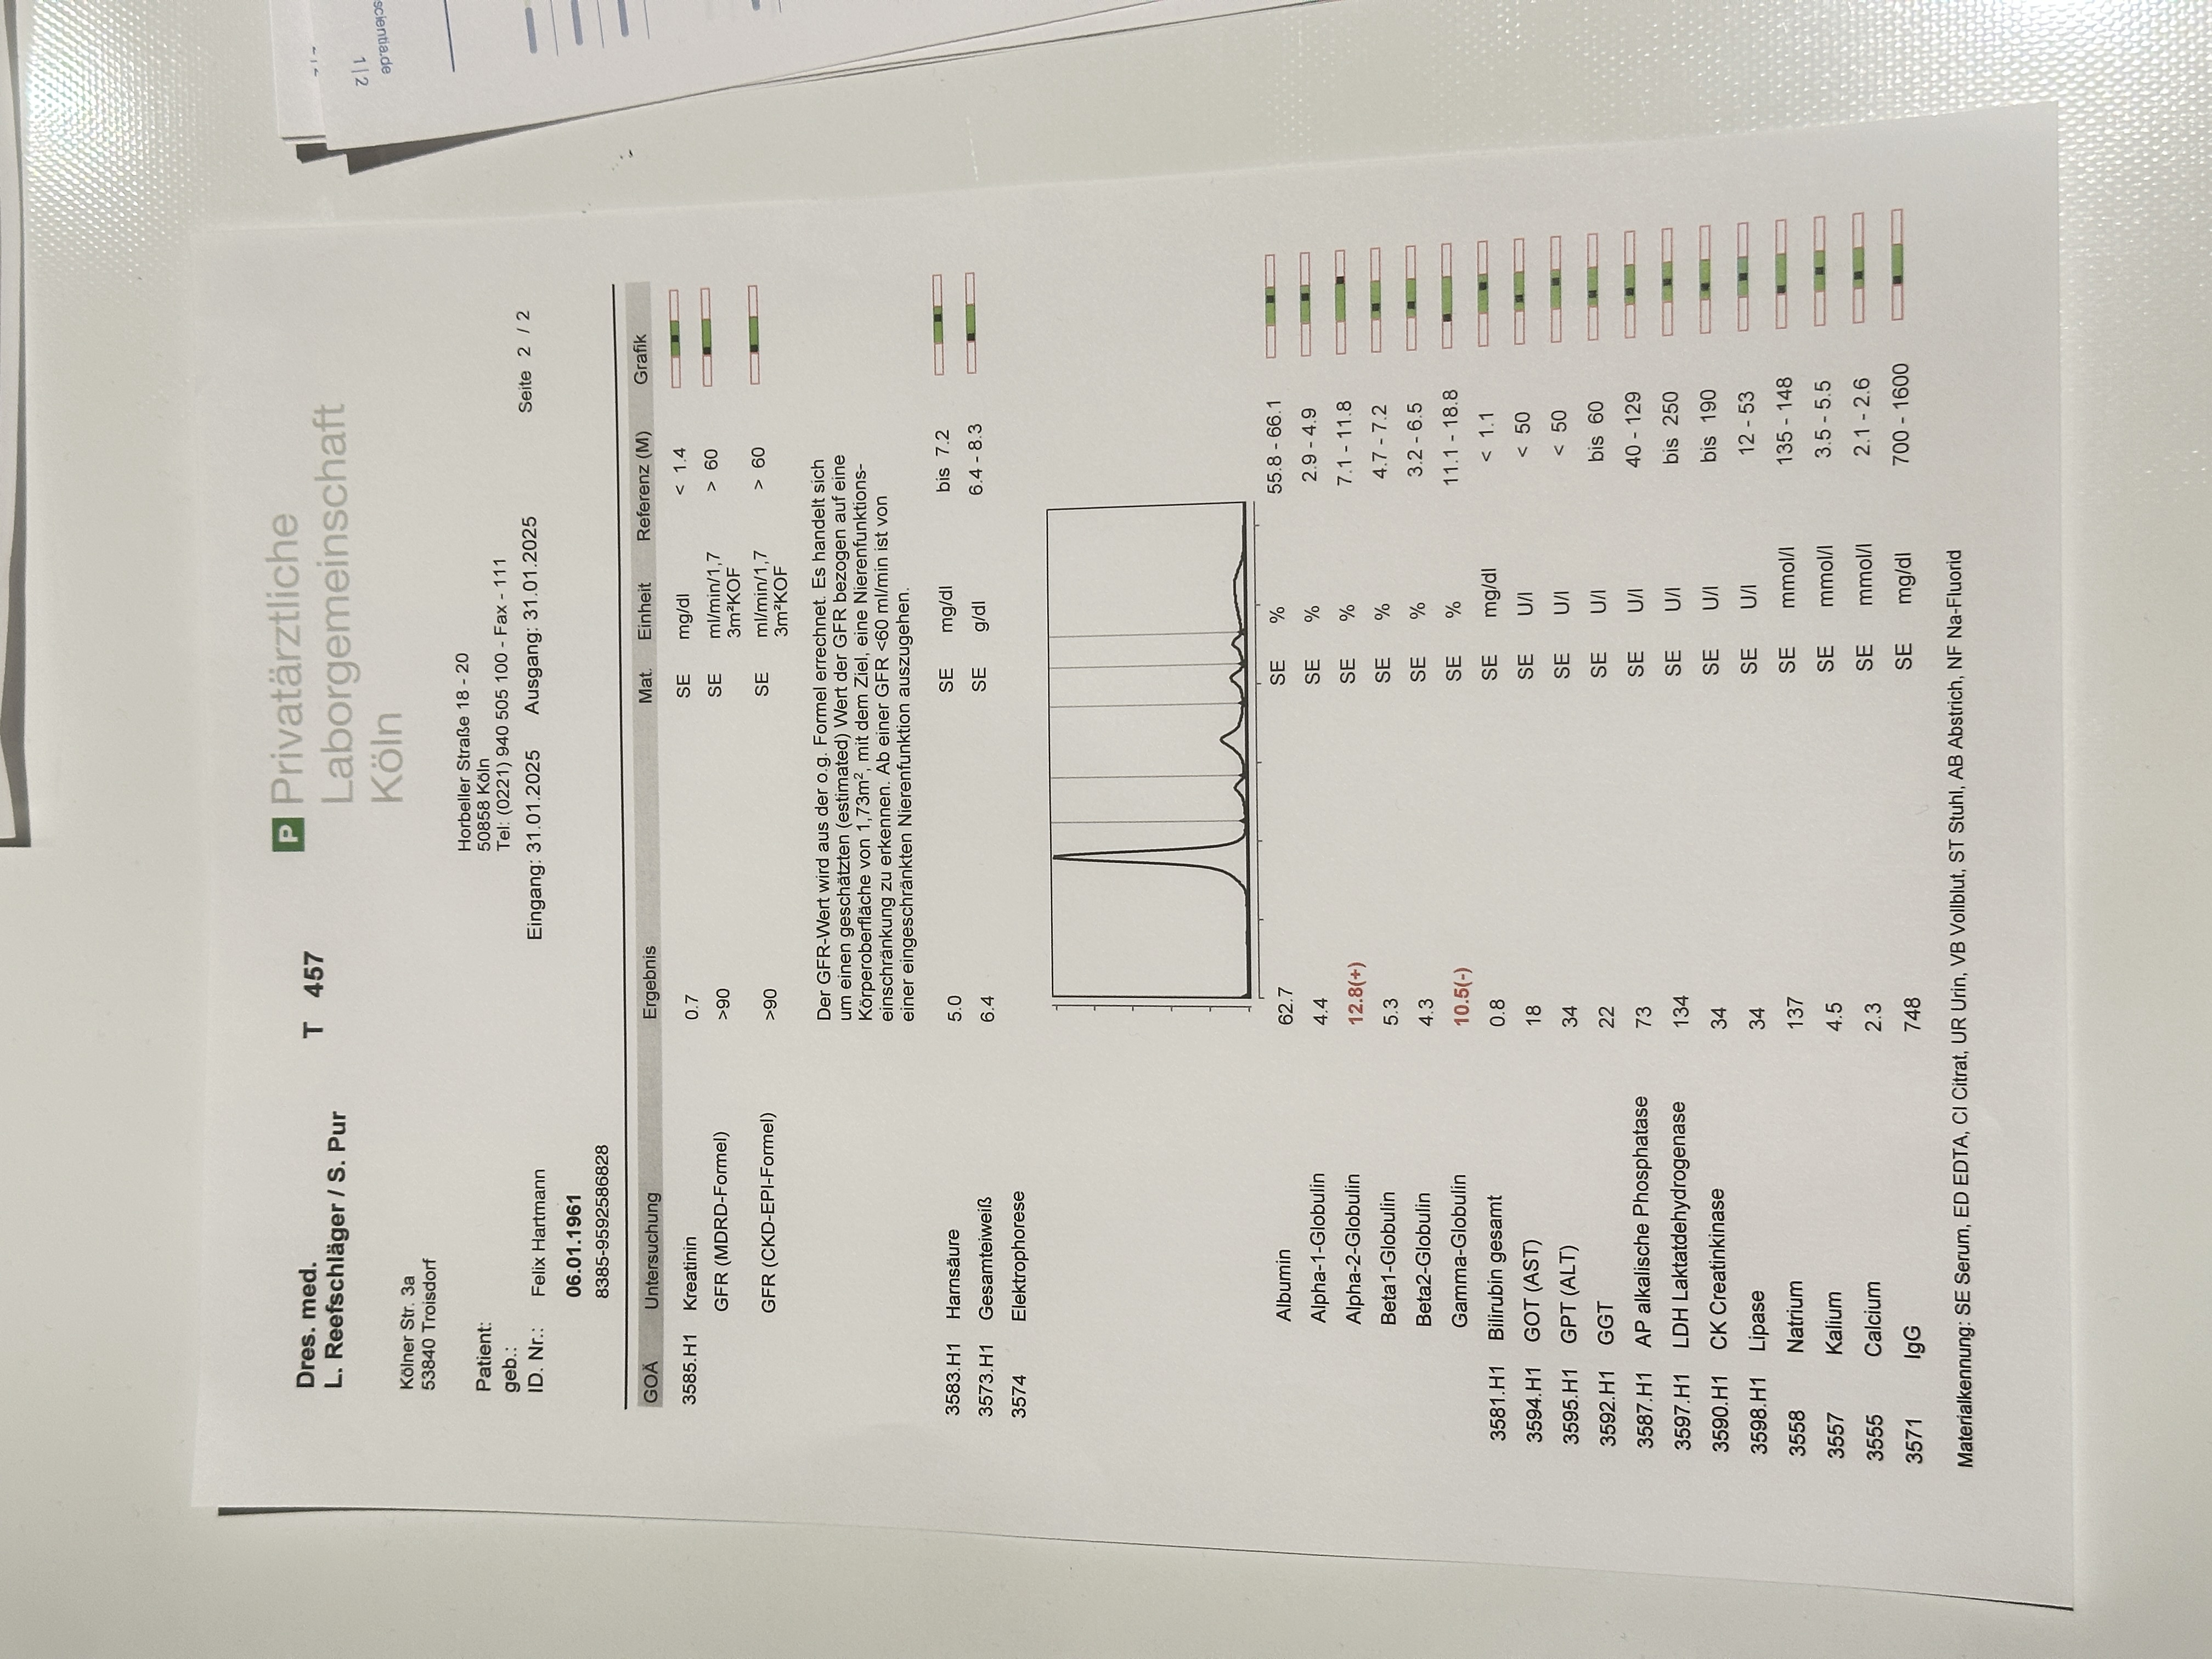 Dres. med.
L. Reefschläger / S. Pur
T 457
P Privatärztliche
Laborgemeinschaft
Köln
Kölner Str. 3a
53840 Troisdorf
Horbeller Straße 18 - 20
50858 Köln
Tel: (0221) 940 505 100 - Fax - 111
Patient:
geb.:
ID. Nr.: Felix Hartmann
06.01.1961
8385-9592586828
Eingang: 31.01.2025 Ausgang: 31.01.2025 Seite 2 / 2
GOÄ Untersuchung Ergebnis Mat. Einheit Referenz (M) Grafik
3585.H1 Kreatinin 0.7 SE mg/dl < 1.4
GFR (MDRD-Formel) >90 SE ml/min/1,7 > 60
3m²KOF
GFR (CKD-EPI-Formel) >90 SE ml/min/1,7 > 60
3m²KOF
Der GFR-Wert wird aus der o.g. Formel errechnet. Es handelt sich
um einen geschätzten (estimated) Wert der GFR bezogen auf eine
Körperoberfläche von 1,73m², mit dem Ziel, eine Nierenfunktions-
einschränkung zu erkennen. Ab einer GFR <60 ml/min ist von
einer eingeschränkten Nierenfunktion auszugehen.
3583.H1 Harnsäure 5.0 SE mg/dl bis 7.2
3573.H1 Gesamteiweiß 6.4 SE g/dl 6.4 - 8.3
3574 Elektrophorese
Albumin 62.7 SE % 55.8 - 66.1
Alpha-1-Globulin 4.4 SE % 2.9 - 4.9
Alpha-2-Globulin 12.8(+) SE % 7.1 - 11.8
Beta1-Globulin 5.3 SE % 4.7 - 7.2
Beta2-Globulin 4.3 SE % 3.2 - 6.5
Gamma-Globulin 10.5(-) SE % 11.1 - 18.8
3581.H1 Bilirubin gesamt 0.8 SE mg/dl < 1.1
3594.H1 GOT (AST) 18 SE U/l < 50
3595.H1 GPT (ALT) 34 SE U/l < 50
3592.H1 GGT 22 SE U/l bis 60
3587.H1 AP alkalische Phosphatase 73 SE U/l 40 - 129
3597.H1 LDH Laktatdehydrogenase 134 SE U/l bis 250
3590.H1 CK Creatinkinase 34 SE U/l bis 190
3598.H1 Lipase 34 SE U/l 12 - 53
3558 Natrium 137 SE mmol/l 135 - 148
3557 Kalium 4.5 SE mmol/l 3.5 - 5.5
3555 Calcium 2.3 SE mmol/l 2.1 - 2.6
3571 IgG 748 SE mg/dl 700 - 1600
Materialkennung: SE Serum, ED EDTA, CI Citrat, UR Urin, VB Vollblut, ST Stuhl, AB Abstrich, NF Na-Fluorid
1|2